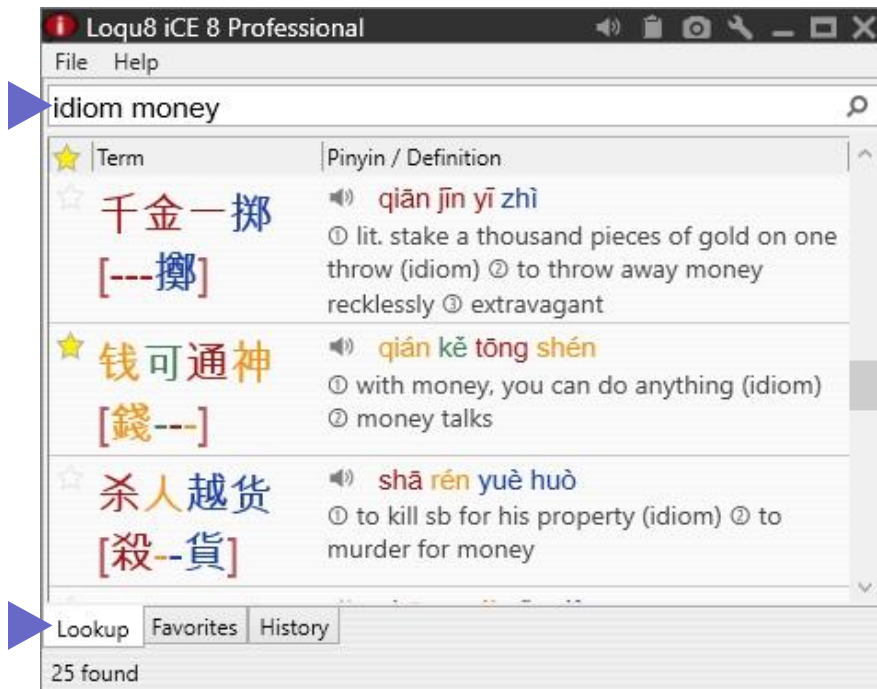 Loqu8 iCE 8 Professional
File Help
idiom money
Term Pinyin / Definition
千金一掷
[---擲]
qiān jīn yī zhì
① lit. stake a thousand pieces of gold on one
throw (idiom) ② to throw away money
recklessly ③ extravagant
钱可通神
[錢---]
qián kě tōng shén
① with money, you can do anything (idiom)
② money talks
杀人越货
[殺--貨]
shā rén yuè huò
① to kill sb for his property (idiom) ② to
murder for money
Lookup Favorites History
25 found